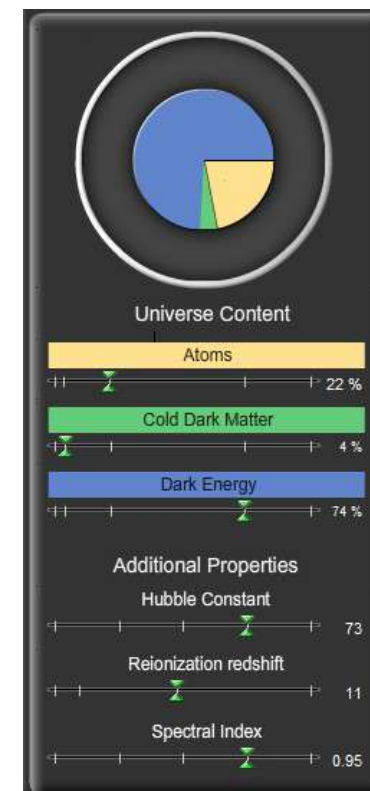 Universe Content
Atoms
22 %
Cold Dark Matter
4 %
Dark Energy
74 %
Additional Properties
Hubble Constant
73
Reionization redshift
11
Spectral Index
0.95